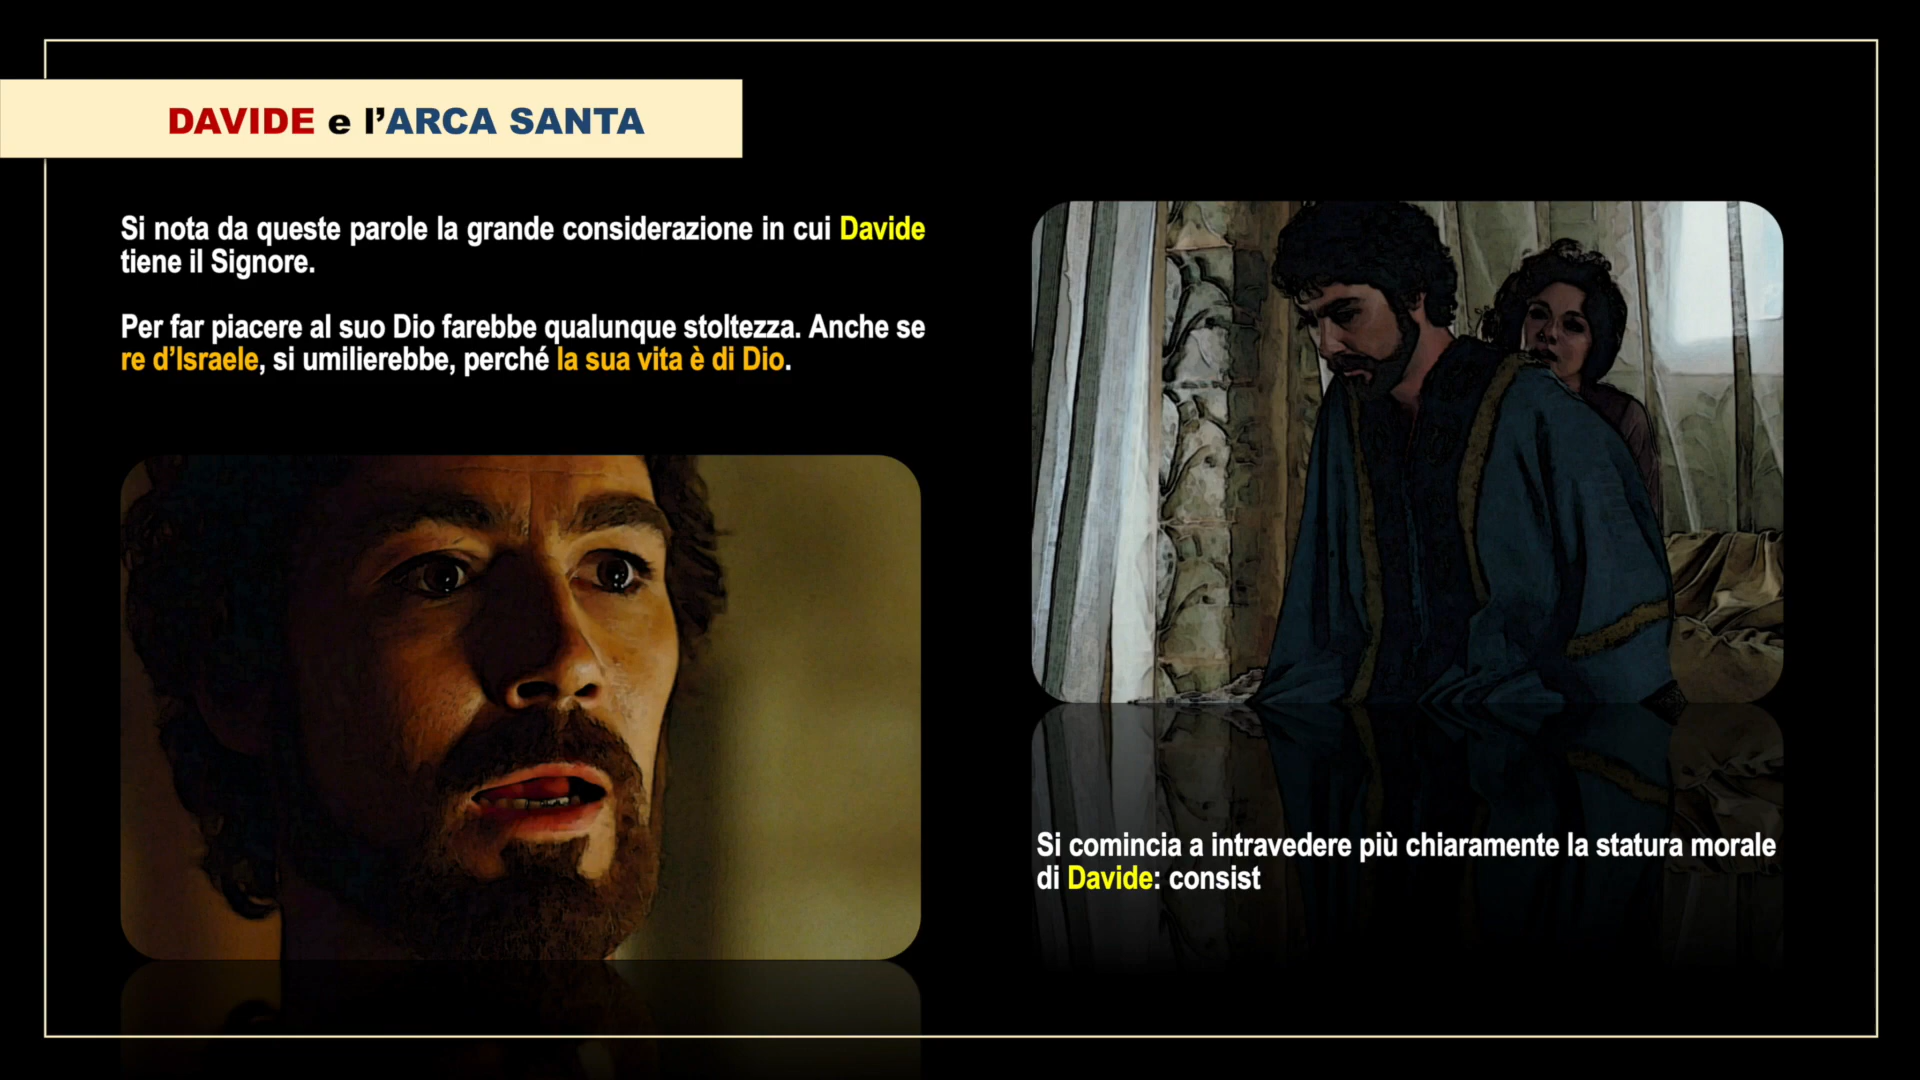 DAVIDE e l’ARCA SANTA
Si nota da queste parole la grande considerazione in cui Davide
tiene il Signore.
Per far piacere al suo Dio farebbe qualunque stoltezza. Anche se
re d’Israele, si umilierebbe, perché la sua vita è di Dio.
Si comincia a intravedere più chiaramente la statura morale
di Davide: consist